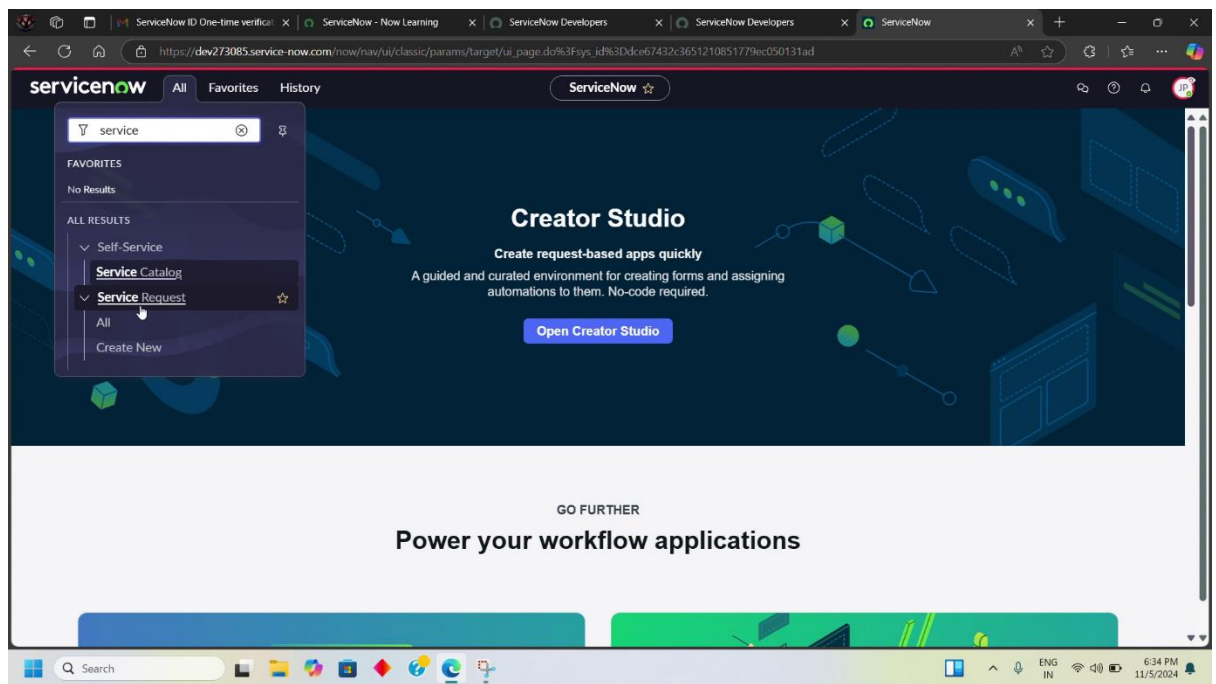 ServiceNow ID One-time verificat
ServiceNow - Now Learning
ServiceNow Developers
ServiceNow Developers
ServiceNow
https://dev273085.service-now.com/now/nav/ui/classic/params/target/ui_page.do%3Fsys_id%3Ddce67432c3651210851779ec050131ad
servicenow
All
Favorites
History
ServiceNow
JP
service
FAVORITES
No Results
ALL RESULTS
Self-Service
Service Catalog
Service Request
All
Create New
Creator Studio
Create request-based apps quickly
A guided and curated environment for creating forms and assigning
automations to them. No-code required.
Open Creator Studio
GO FURTHER
Power your workflow applications
Search
ENG
IN
6:34 PM
11/5/2024